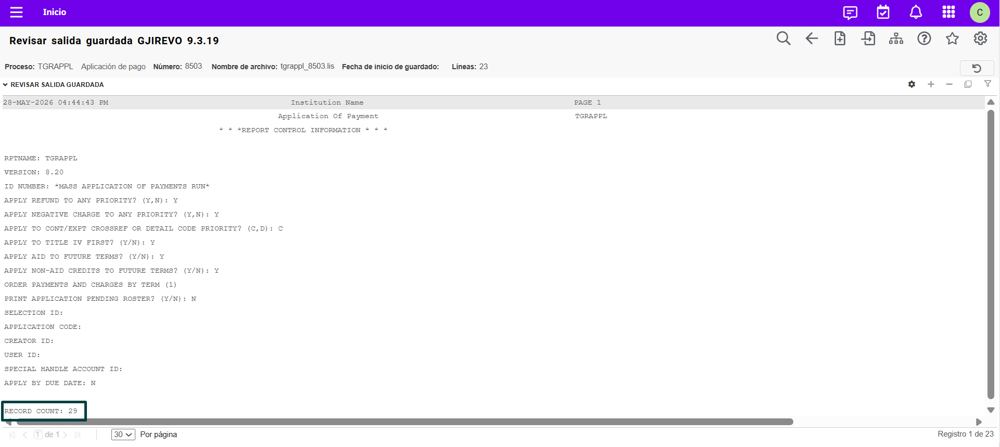 Inicio
C
Revisar salida guardada GJIREVO 9.3.19
Proceso: TGRAPPL Aplicación de pago Número: 8503 Nombre de archivo: tgrappl_8503.lis Fecha de inicio de guardado: Líneas: 23
REVISAR SALIDA GUARDADA
28-MAY-2026 04:44:43 PM Institution Name PAGE 1
Application Of Payment TGRAPPL
* * *REPORT CONTROL INFORMATION * * *
RPTNAME: TGRAPPL
VERSION: 8.20
ID NUMBER: *MASS APPLICATION OF PAYMENTS RUN*
APPLY REFUND TO ANY PRIORITY? (Y,N): Y
APPLY NEGATIVE CHARGE TO ANY PRIORITY? (Y,N): Y
APPLY TO CONT/EXPT CROSSREF OR DETAIL CODE PRIORITY? (C,D): C
APPLY TO TITLE IV FIRST? (Y/N): Y
APPLY AID TO FUTURE TERMS? (Y/N): Y
APPLY NON-AID CREDITS TO FUTURE TERMS? (Y/N): Y
ORDER PAYMENTS AND CHARGES BY TERM (1)
PRINT APPLICATION PENDING ROSTER? (Y/N): N
SELECTION ID:
APPLICATION CODE:
CREATOR ID:
USER ID:
SPECIAL HANDLE ACCOUNT ID:
APPLY BY DUE DATE: N
RECORD COUNT: 29
1 de 1 30 Por página Registro 1 de 23